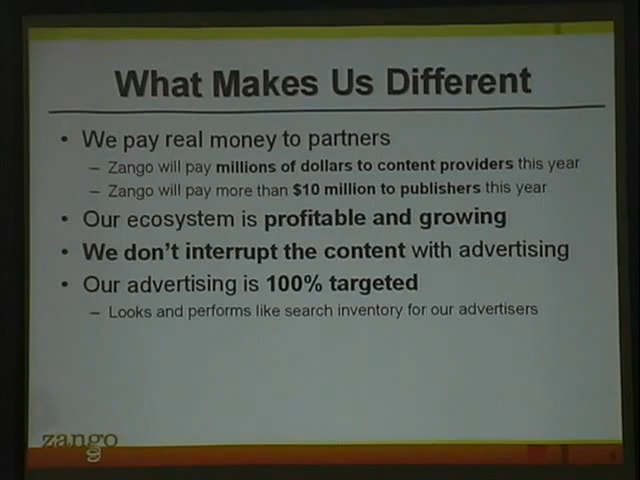 What Makes Us Different
• We pay real money to partners
– Zango will pay millions of dollars to content providers this year
– Zango will pay more than $10 million to publishers this year
• Our ecosystem is profitable and growing
• We don't interrupt the content with advertising
• Our advertising is 100% targeted
– Looks and performs like search inventory for our advertisers
zango